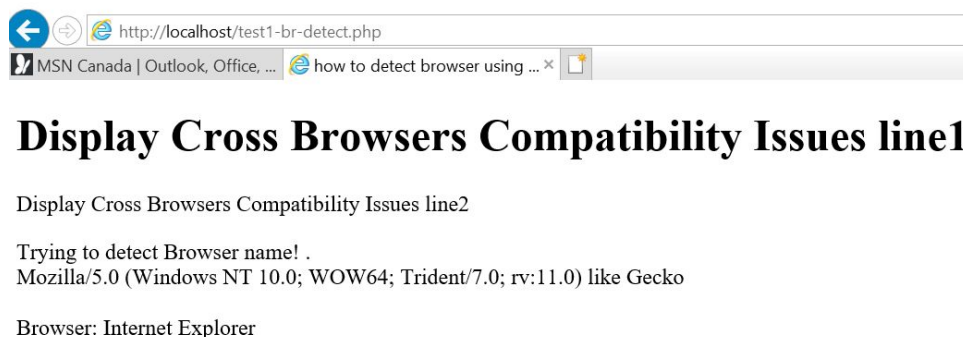 http://localhost/test1-br-detect.php
MSN Canada | Outlook, Office, ...
how to detect browser using ...
Display Cross Browsers Compatibility Issues line1
Display Cross Browsers Compatibility Issues line2
Trying to detect Browser name! .
Mozilla/5.0 (Windows NT 10.0; WOW64; Trident/7.0; rv:11.0) like Gecko
Browser: Internet Explorer